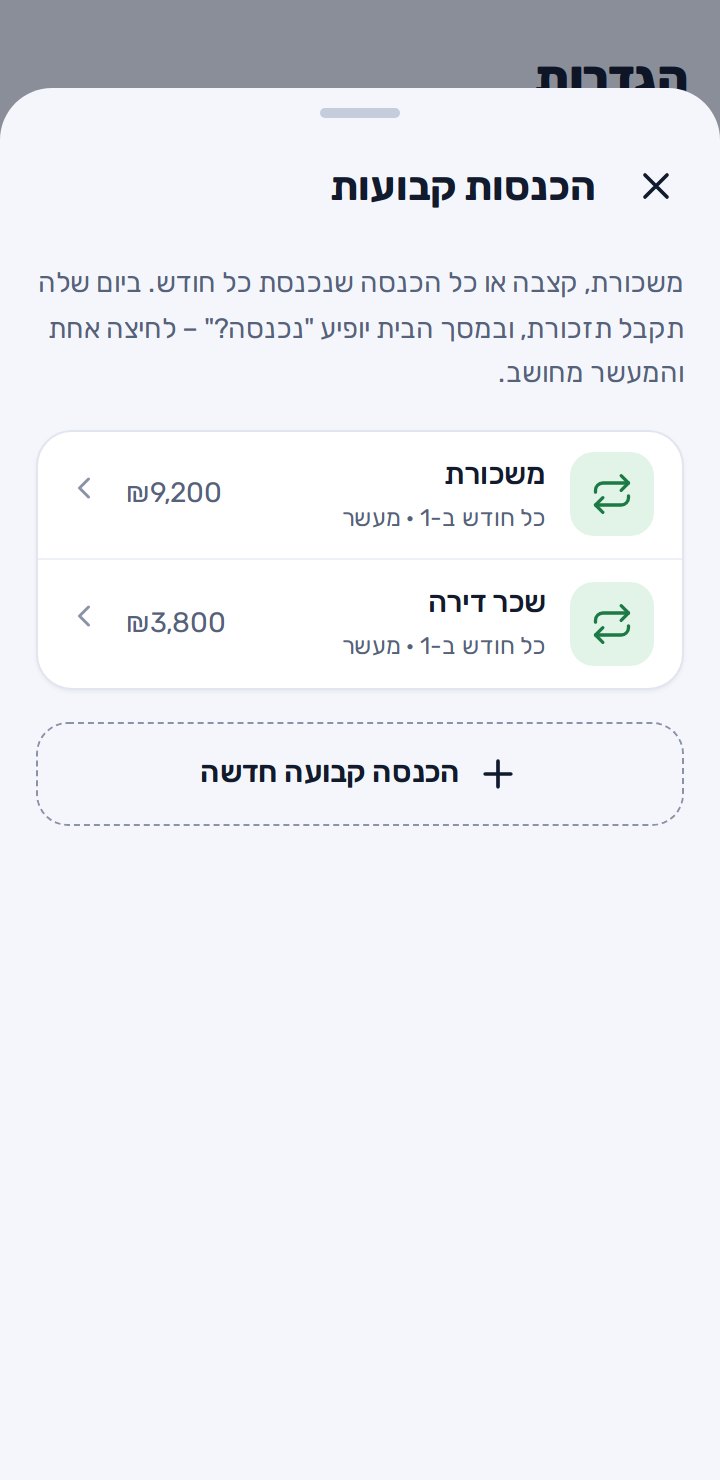 הגדרות
הכנסות קבועות
משכורת, קצבה או כל הכנסה שנכנסת כל חודש. ביום שלה
תקבל תזכורת, ובמסך הבית יופיע "נכנסה?" – לחיצה אחת
והמעשר מחושב.
משכורת
כל חודש ב-1 • מעשר
₪9,200
שכר דירה
כל חודש ב-1 • מעשר
₪3,800
הכנסה קבועה חדשה